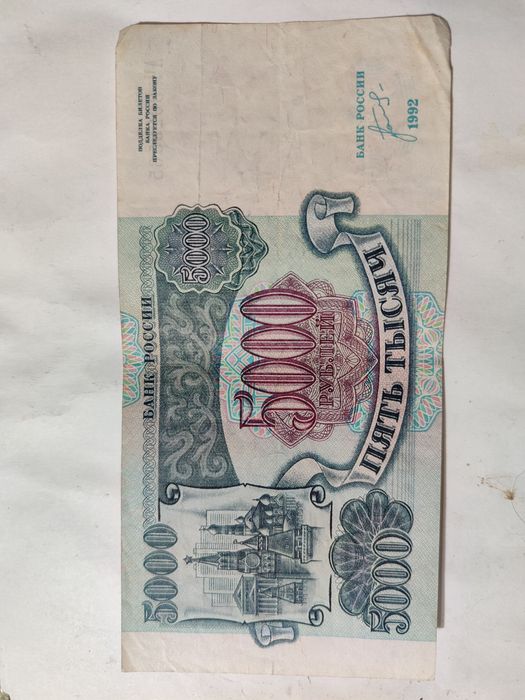 5000
БАНК РОССИИ
5000
ПОДДЕЛКА БИЛЕТОВ
БАНКА РОССИИ
ПРЕСЛЕДУЕТСЯ ПО ЗАКОНУ
5000
РУБЛЕЙ
ПЯТЬ ТЫСЯЧ
5000
БАНК РОССИИ
1992